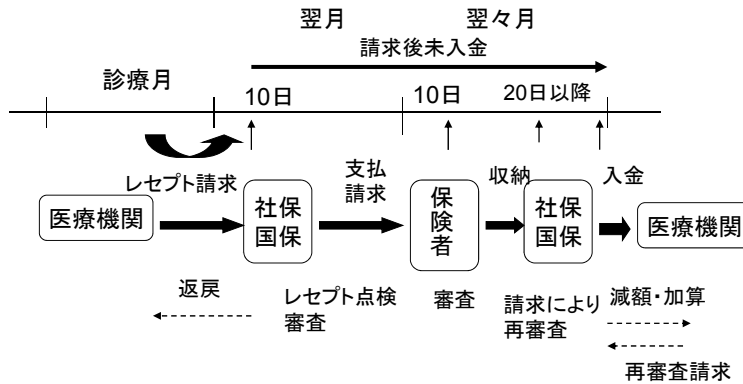 翌月
翌々月
請求後未入金
診療月
10日
10日
20日以降
レセプト請求
支払
請求
収納
入金
医療機関
社保
国保
保
険
者
社保
国保
医療機関
返戻
レセプト点検
審査
審査
請求により
再審査
減額・加算
再審査請求